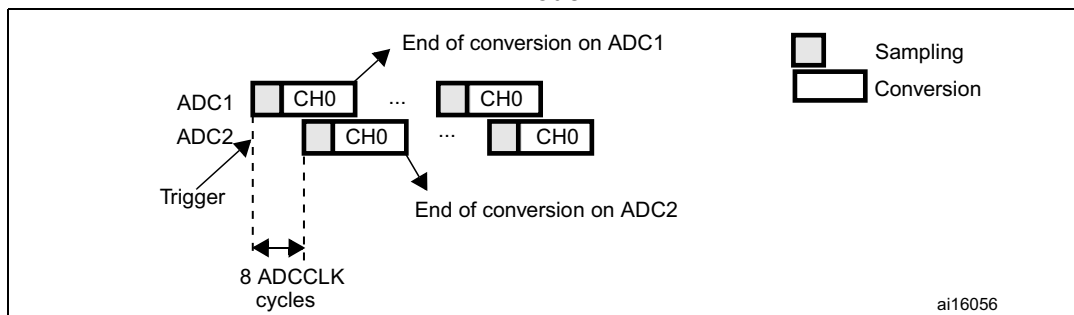 End of conversion on ADC1
Sampling
Conversion
ADC1
CH0
...
CH0
ADC2
CH0
...
CH0
Trigger
End of conversion on ADC2
8 ADCCLK
cycles
ai16056